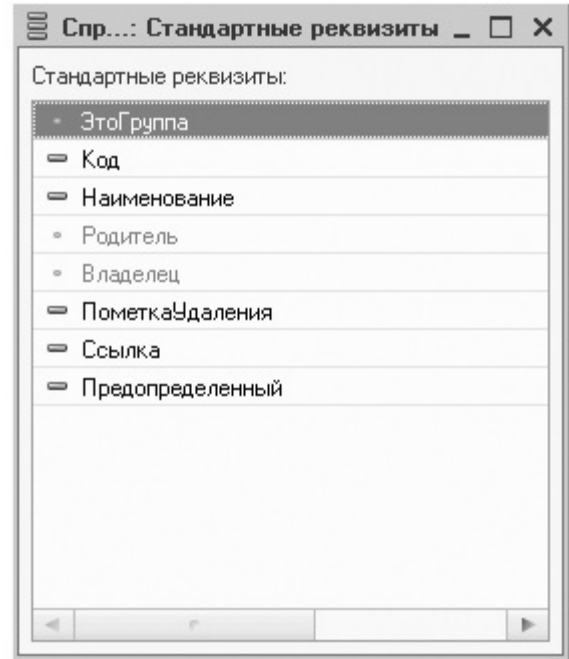 Спр...: Стандартные реквизиты
Стандартные реквизиты:
ЭтоГруппа
Код
Наименование
Родитель
Владелец
ПометкаУдаления
Ссылка
Предопределенный